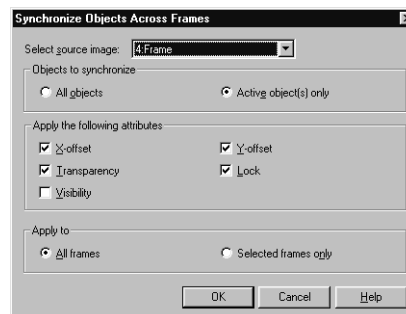 Synchronize Objects Across Frames
Select source image: 4:Frame
Objects to synchronize
All objects Active object(s) only
Apply the following attributes
X-offset Y-offset
Transparency Lock
Visibility
Apply to
All frames Selected frames only
OK Cancel Help